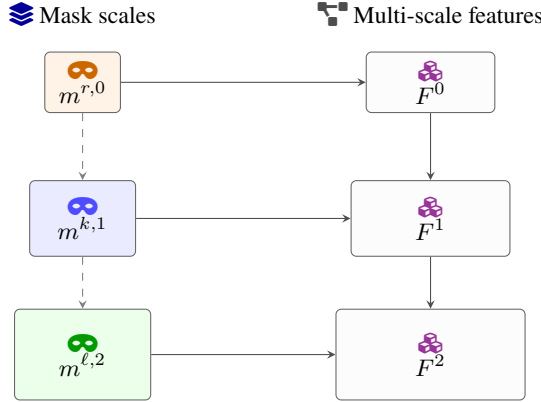 Mask scales
Multi-scale features
m^{r,0}
F^0
m^{k,1}
F^1
m^{ℓ,2}
F^2